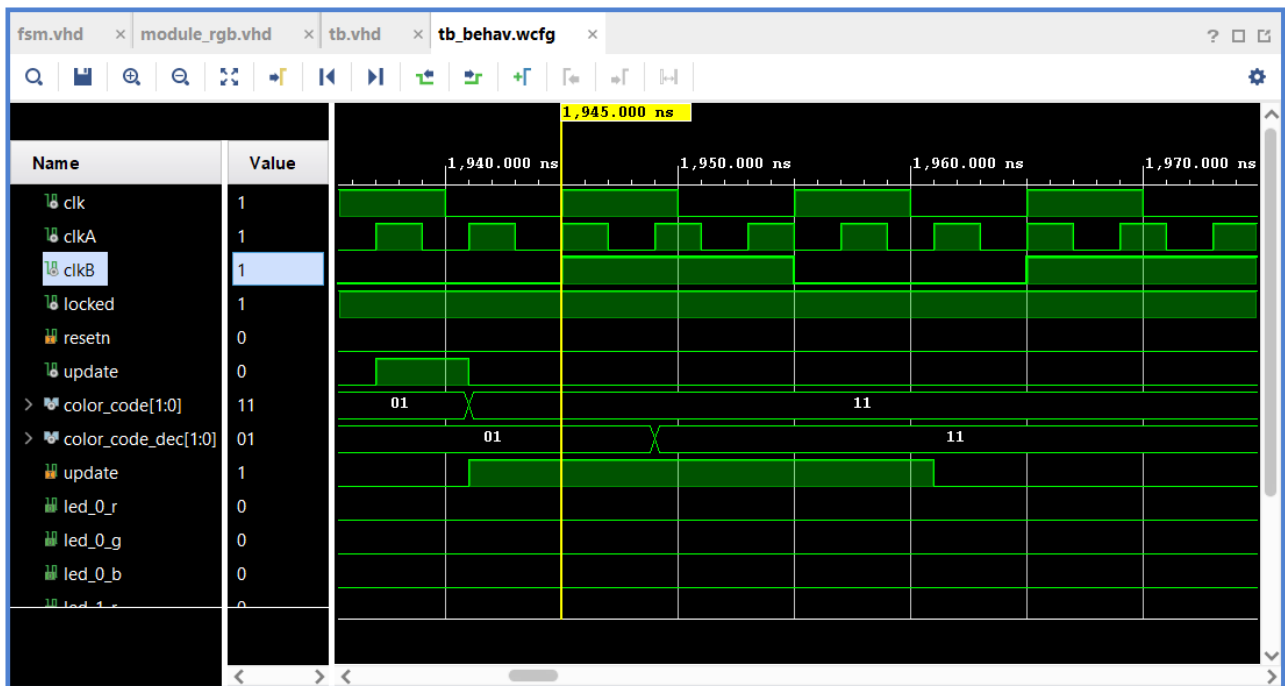 fsm.vhd × module_rgb.vhd × tb.vhd × tb_behav.wcfg × ?
1,945.000 ns
Name Value 1,940.000 ns 1,950.000 ns 1,960.000 ns 1,970.000 ns
clk 1
clkA 1
clkB 1
locked 1
resetn 0
update 0
> color_code[1:0] 11 01 11
> color_code_dec[1:0] 01 01 11
update 1
led_0_r 0
led_0_g 0
led_0_b 0
led_1_r 0